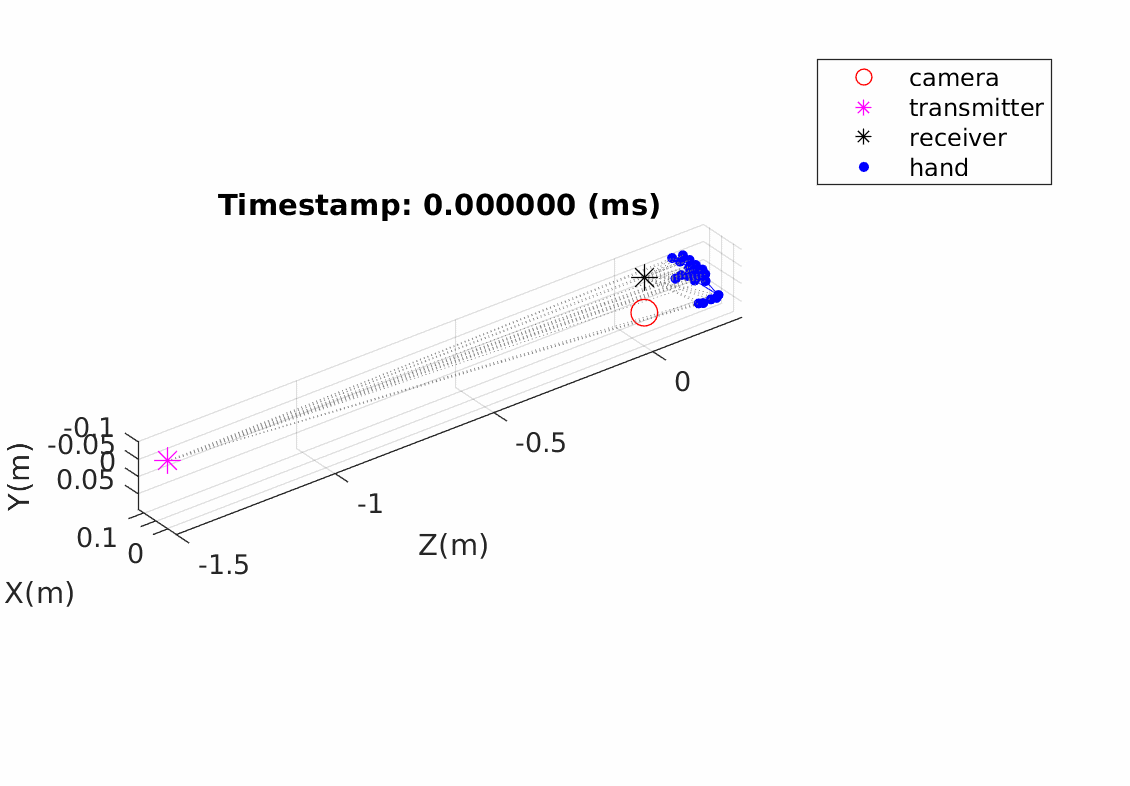 camera
transmitter
receiver
hand
Timestamp: 0.000000 (ms)
0
-0.5
-1
-1.5
Z(m)
-0.1
-0.05
0
0.05
Y(m)
0.1
0
X(m)